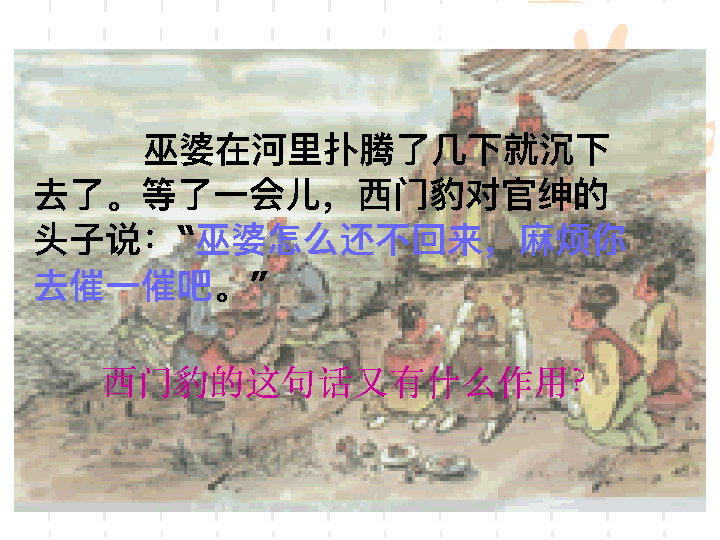 巫婆在河里扑腾了几下就沉下
去了。等了一会儿，西门豹对官绅的
头子说：“巫婆怎么还不回来，麻烦你
去催一催吧。”
西门豹的这句话又有什么作用?